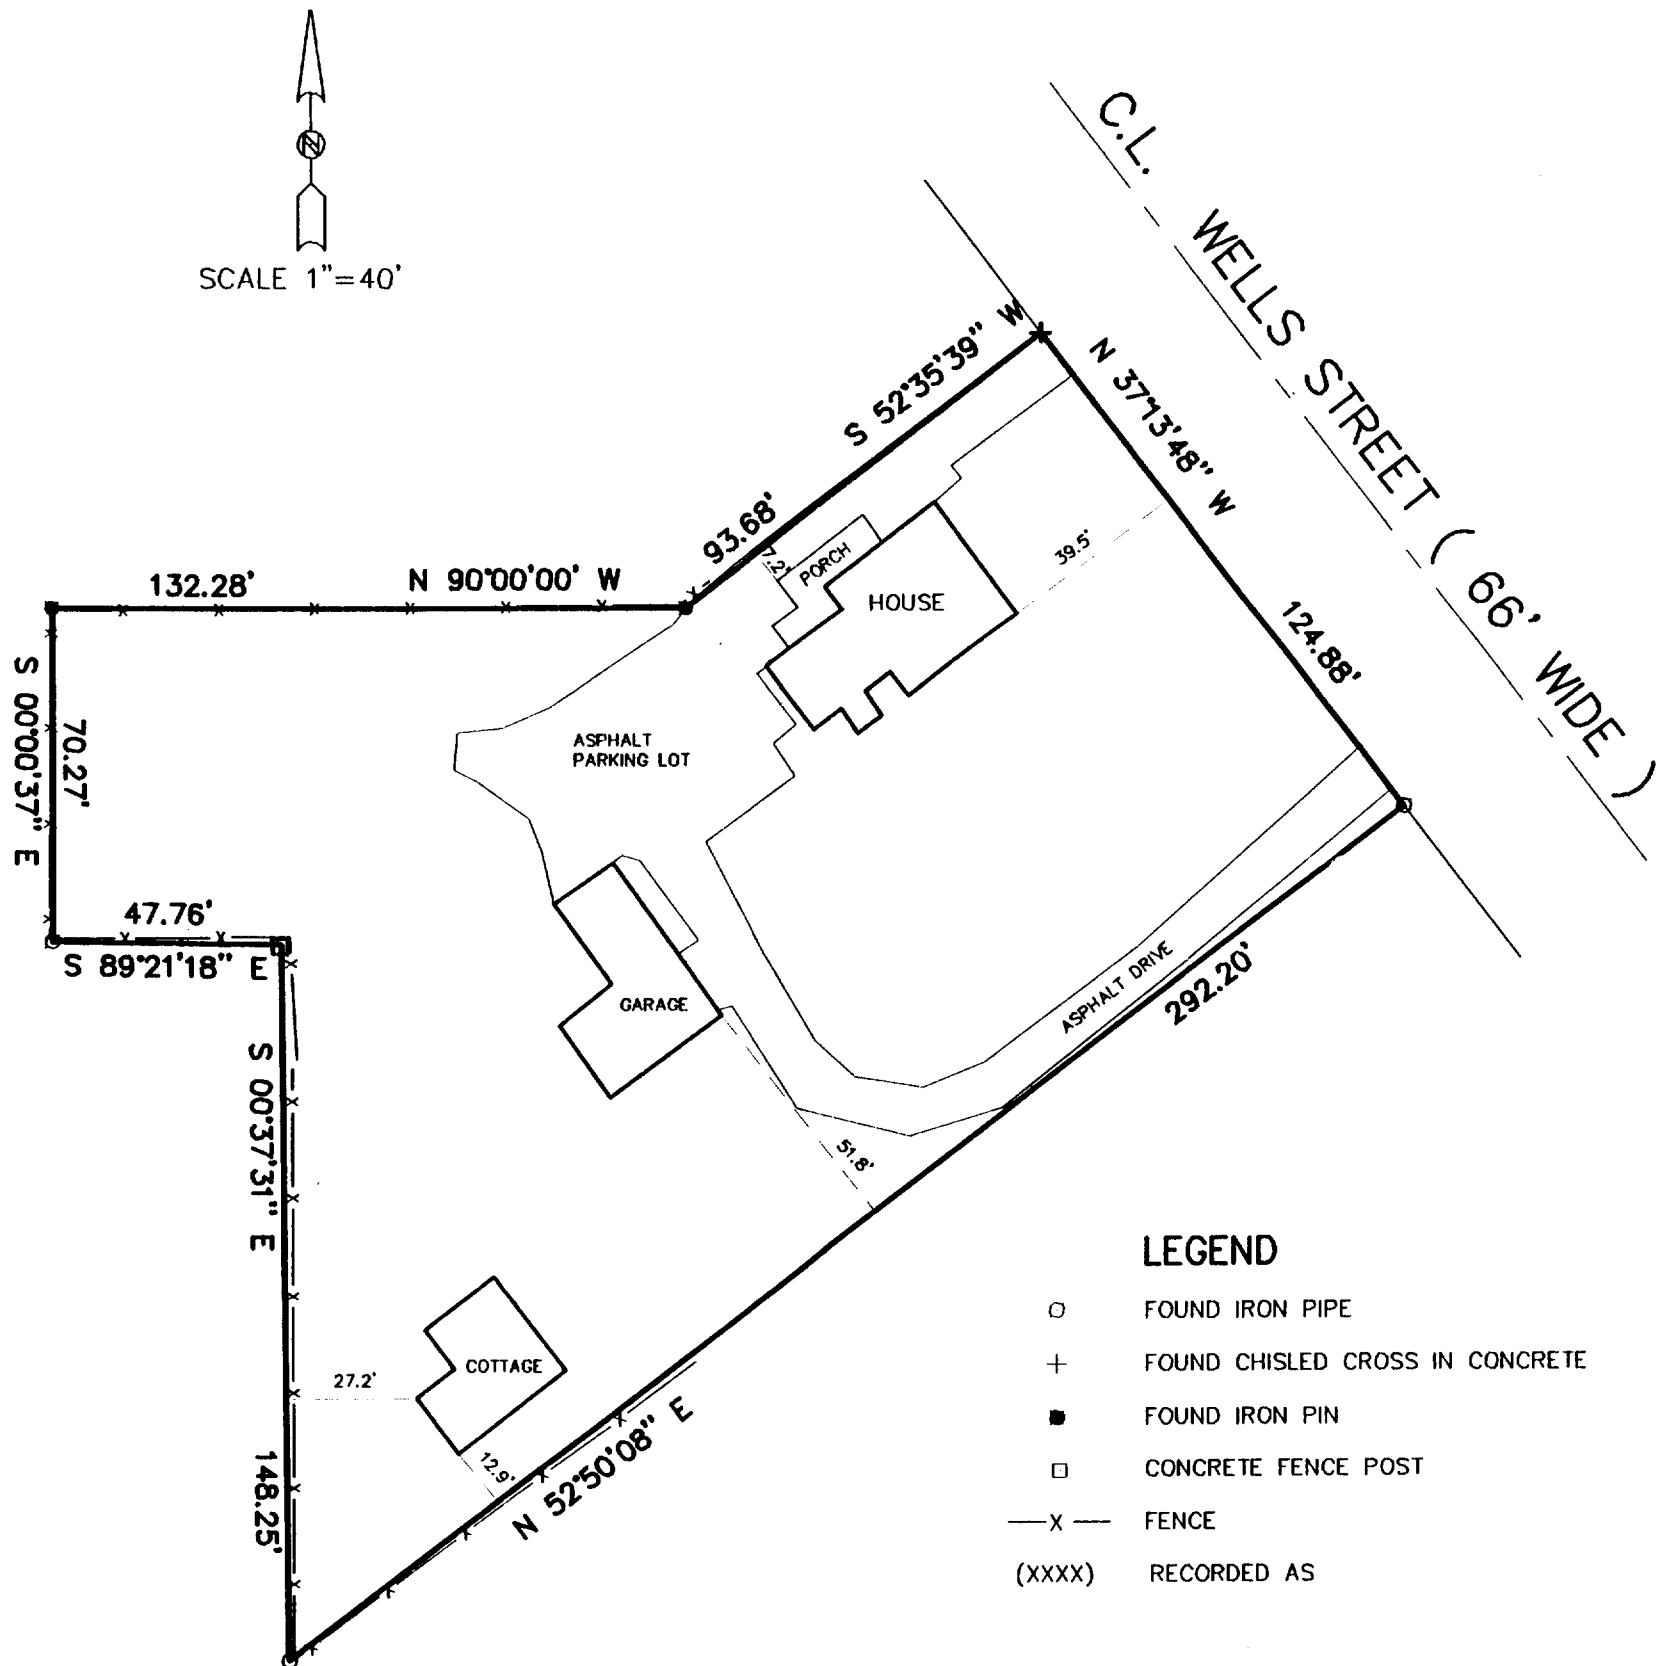 N
SCALE 1"=40'
C.L. WELLS STREET ( 66' WIDE )
S 52°35'39" W
93.68'
N 37°13'48" W
124.88'
132.28'
N 90°00'00' W
7.2'
PORCH
HOUSE
39.5'
S 00°00'37" E
70.27'
ASPHALT
PARKING LOT
47.76'
S 89°21'18" E
GARAGE
ASPHALT DRIVE
292.20'
S 00°37'31" E
148.25'
51.8'
COTTAGE
27.2'
12.9'
N 52°50'08" E
LEGEND
FOUND IRON PIPE
FOUND CHISLED CROSS IN CONCRETE
FOUND IRON PIN
CONCRETE FENCE POST
—X— FENCE
(XXXX) RECORDED AS